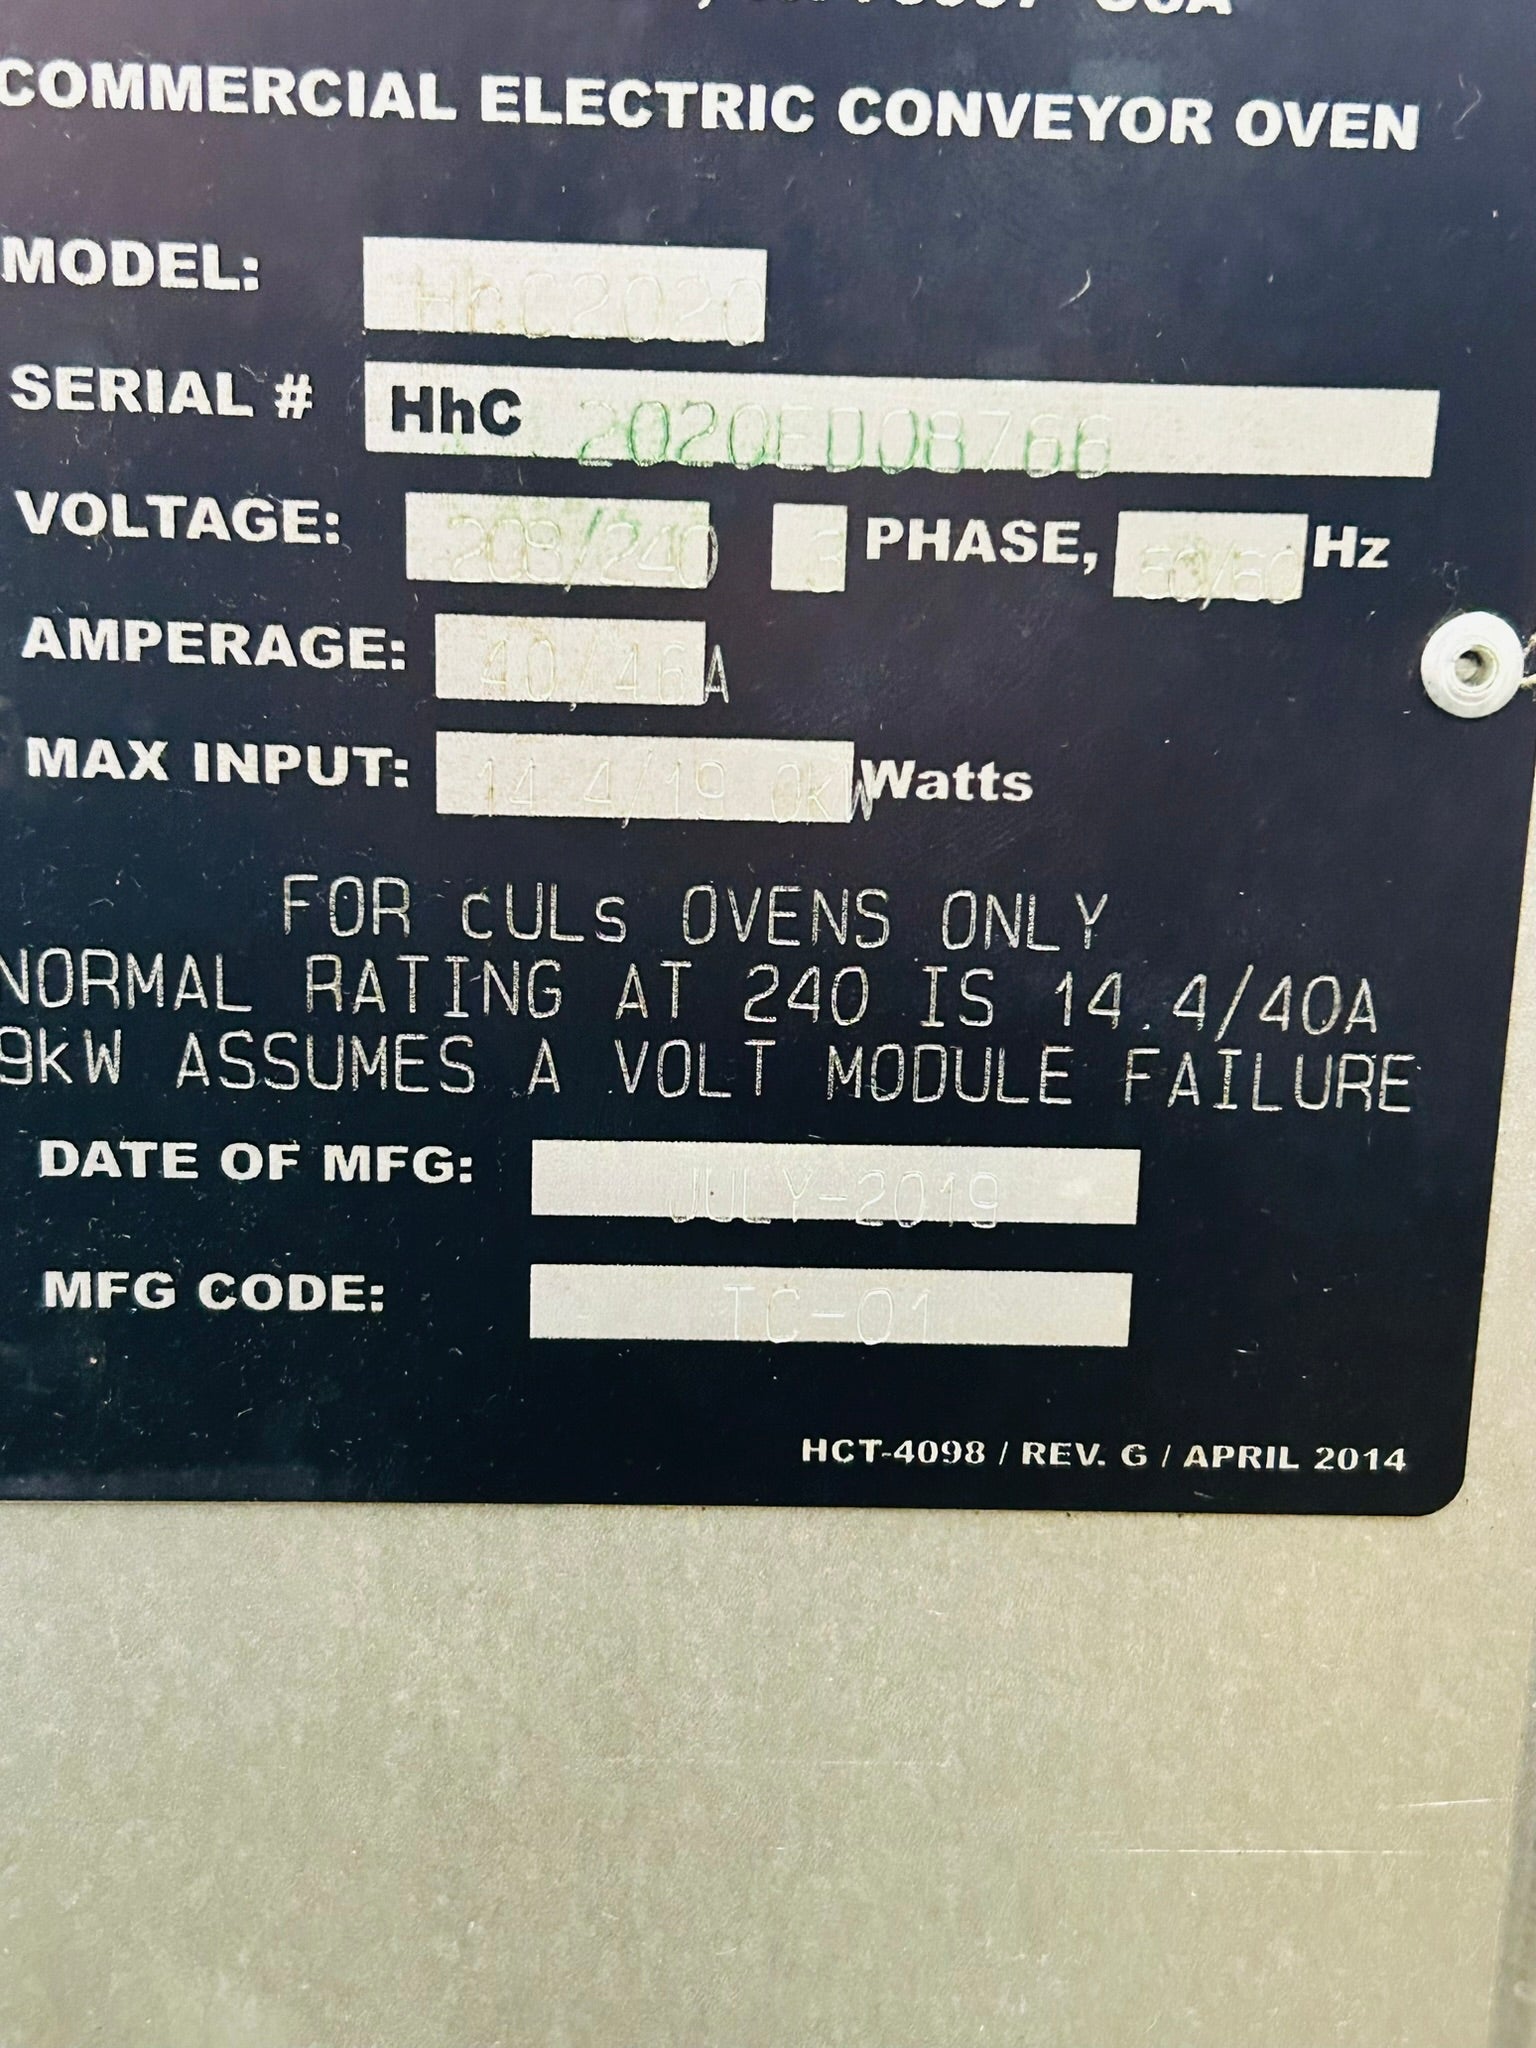 COMMERCIAL ELECTRIC CONVEYOR OVEN
MODEL: HhC2020
SERIAL # HhC 2020ED08766
VOLTAGE: 208/240 3 PHASE, 50/60 Hz
AMPERAGE: 40/46A
MAX INPUT: 14.4/19.0kW Watts
FOR cULs OVENS ONLY
NORMAL RATING AT 240 IS 14.4/40A
9kW ASSUMES A VOLT MODULE FAILURE
DATE OF MFG: JULY-2019
MFG CODE: TC-01
HCT-4098 / REV. G / APRIL 2014